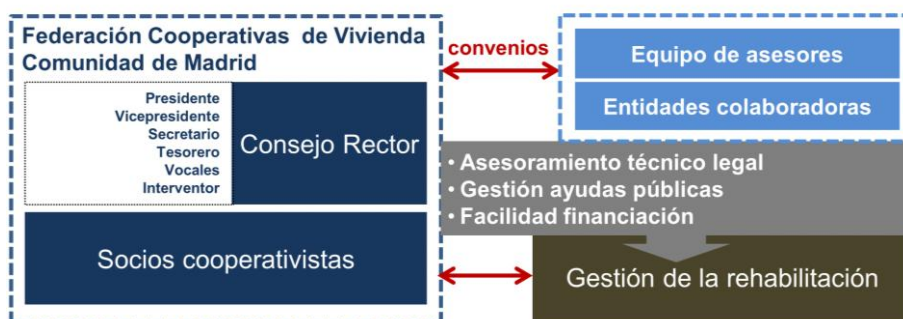 Federación Cooperativas de Vivienda
Comunidad de Madrid
Presidente
Vicepresidente
Secretario
Tesorero
Vocales
Interventor
Consejo Rector
Socios cooperativistas
convenios
Equipo de asesores
Entidades colaboradoras
• Asesoramiento técnico legal
• Gestión ayudas públicas
• Facilidad financiación
Gestión de la rehabilitación